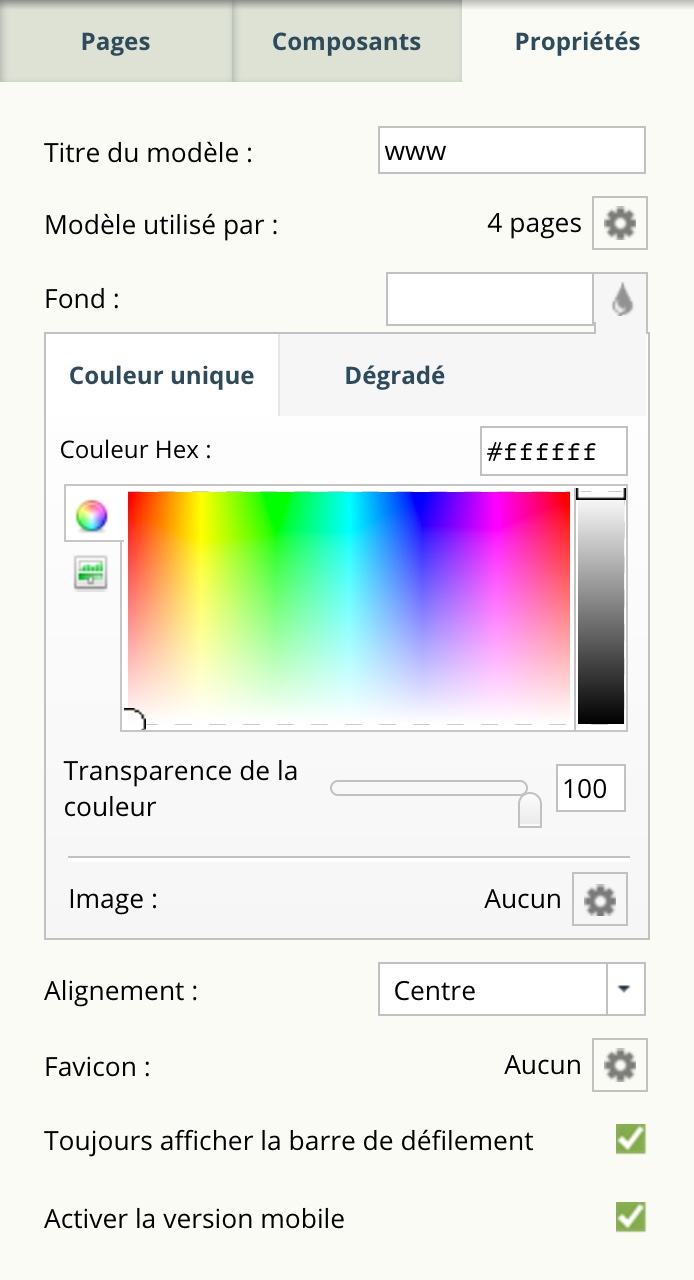 Pages Composants Propriétés
Titre du modèle : www
Modèle utilisé par : 4 pages
Fond :
Couleur unique Dégradé
Couleur Hex : #ffffff
Transparence de la
couleur 100
Image : Aucun
Alignement : Centre
Favicon : Aucun
Toujours afficher la barre de défilement
Activer la version mobile